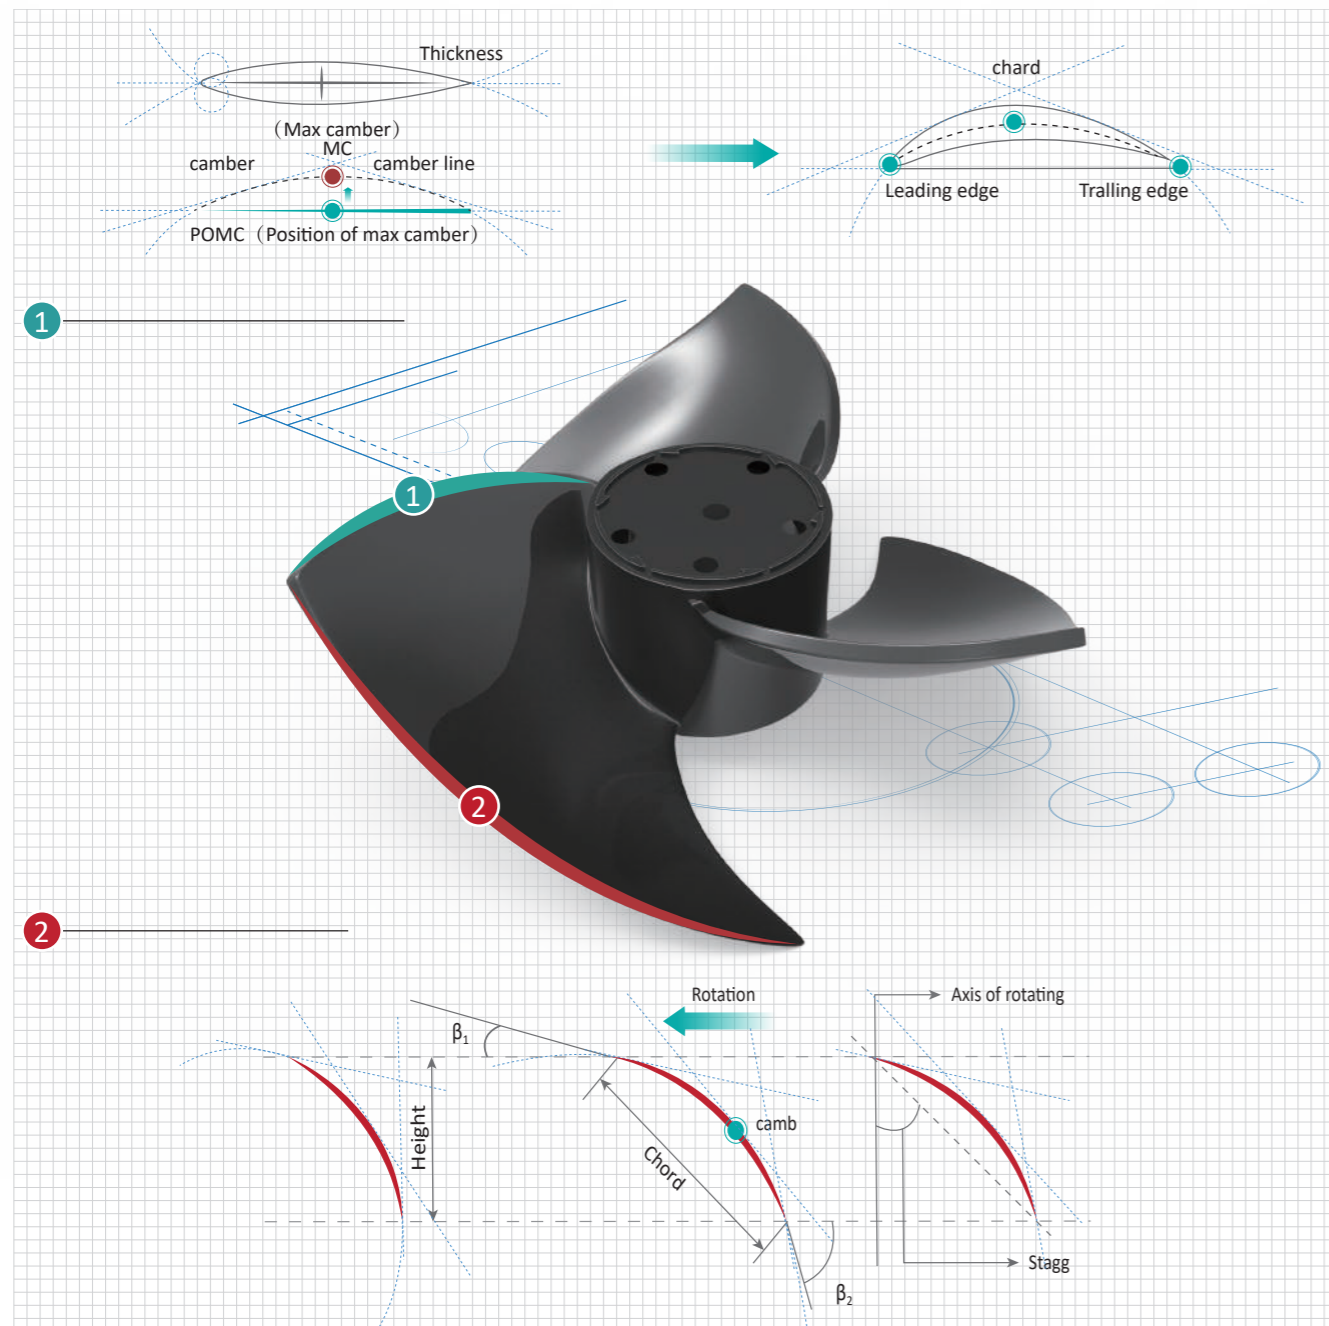 Thickness
（Max camber）
MC
camber
camber line
POMC（Position of max camber）
chard
Leading edge
Tralling edge
1
1
2
2
Rotation
Axis of rotating
β₁
Height
camb
Chord
Stagg
β₂